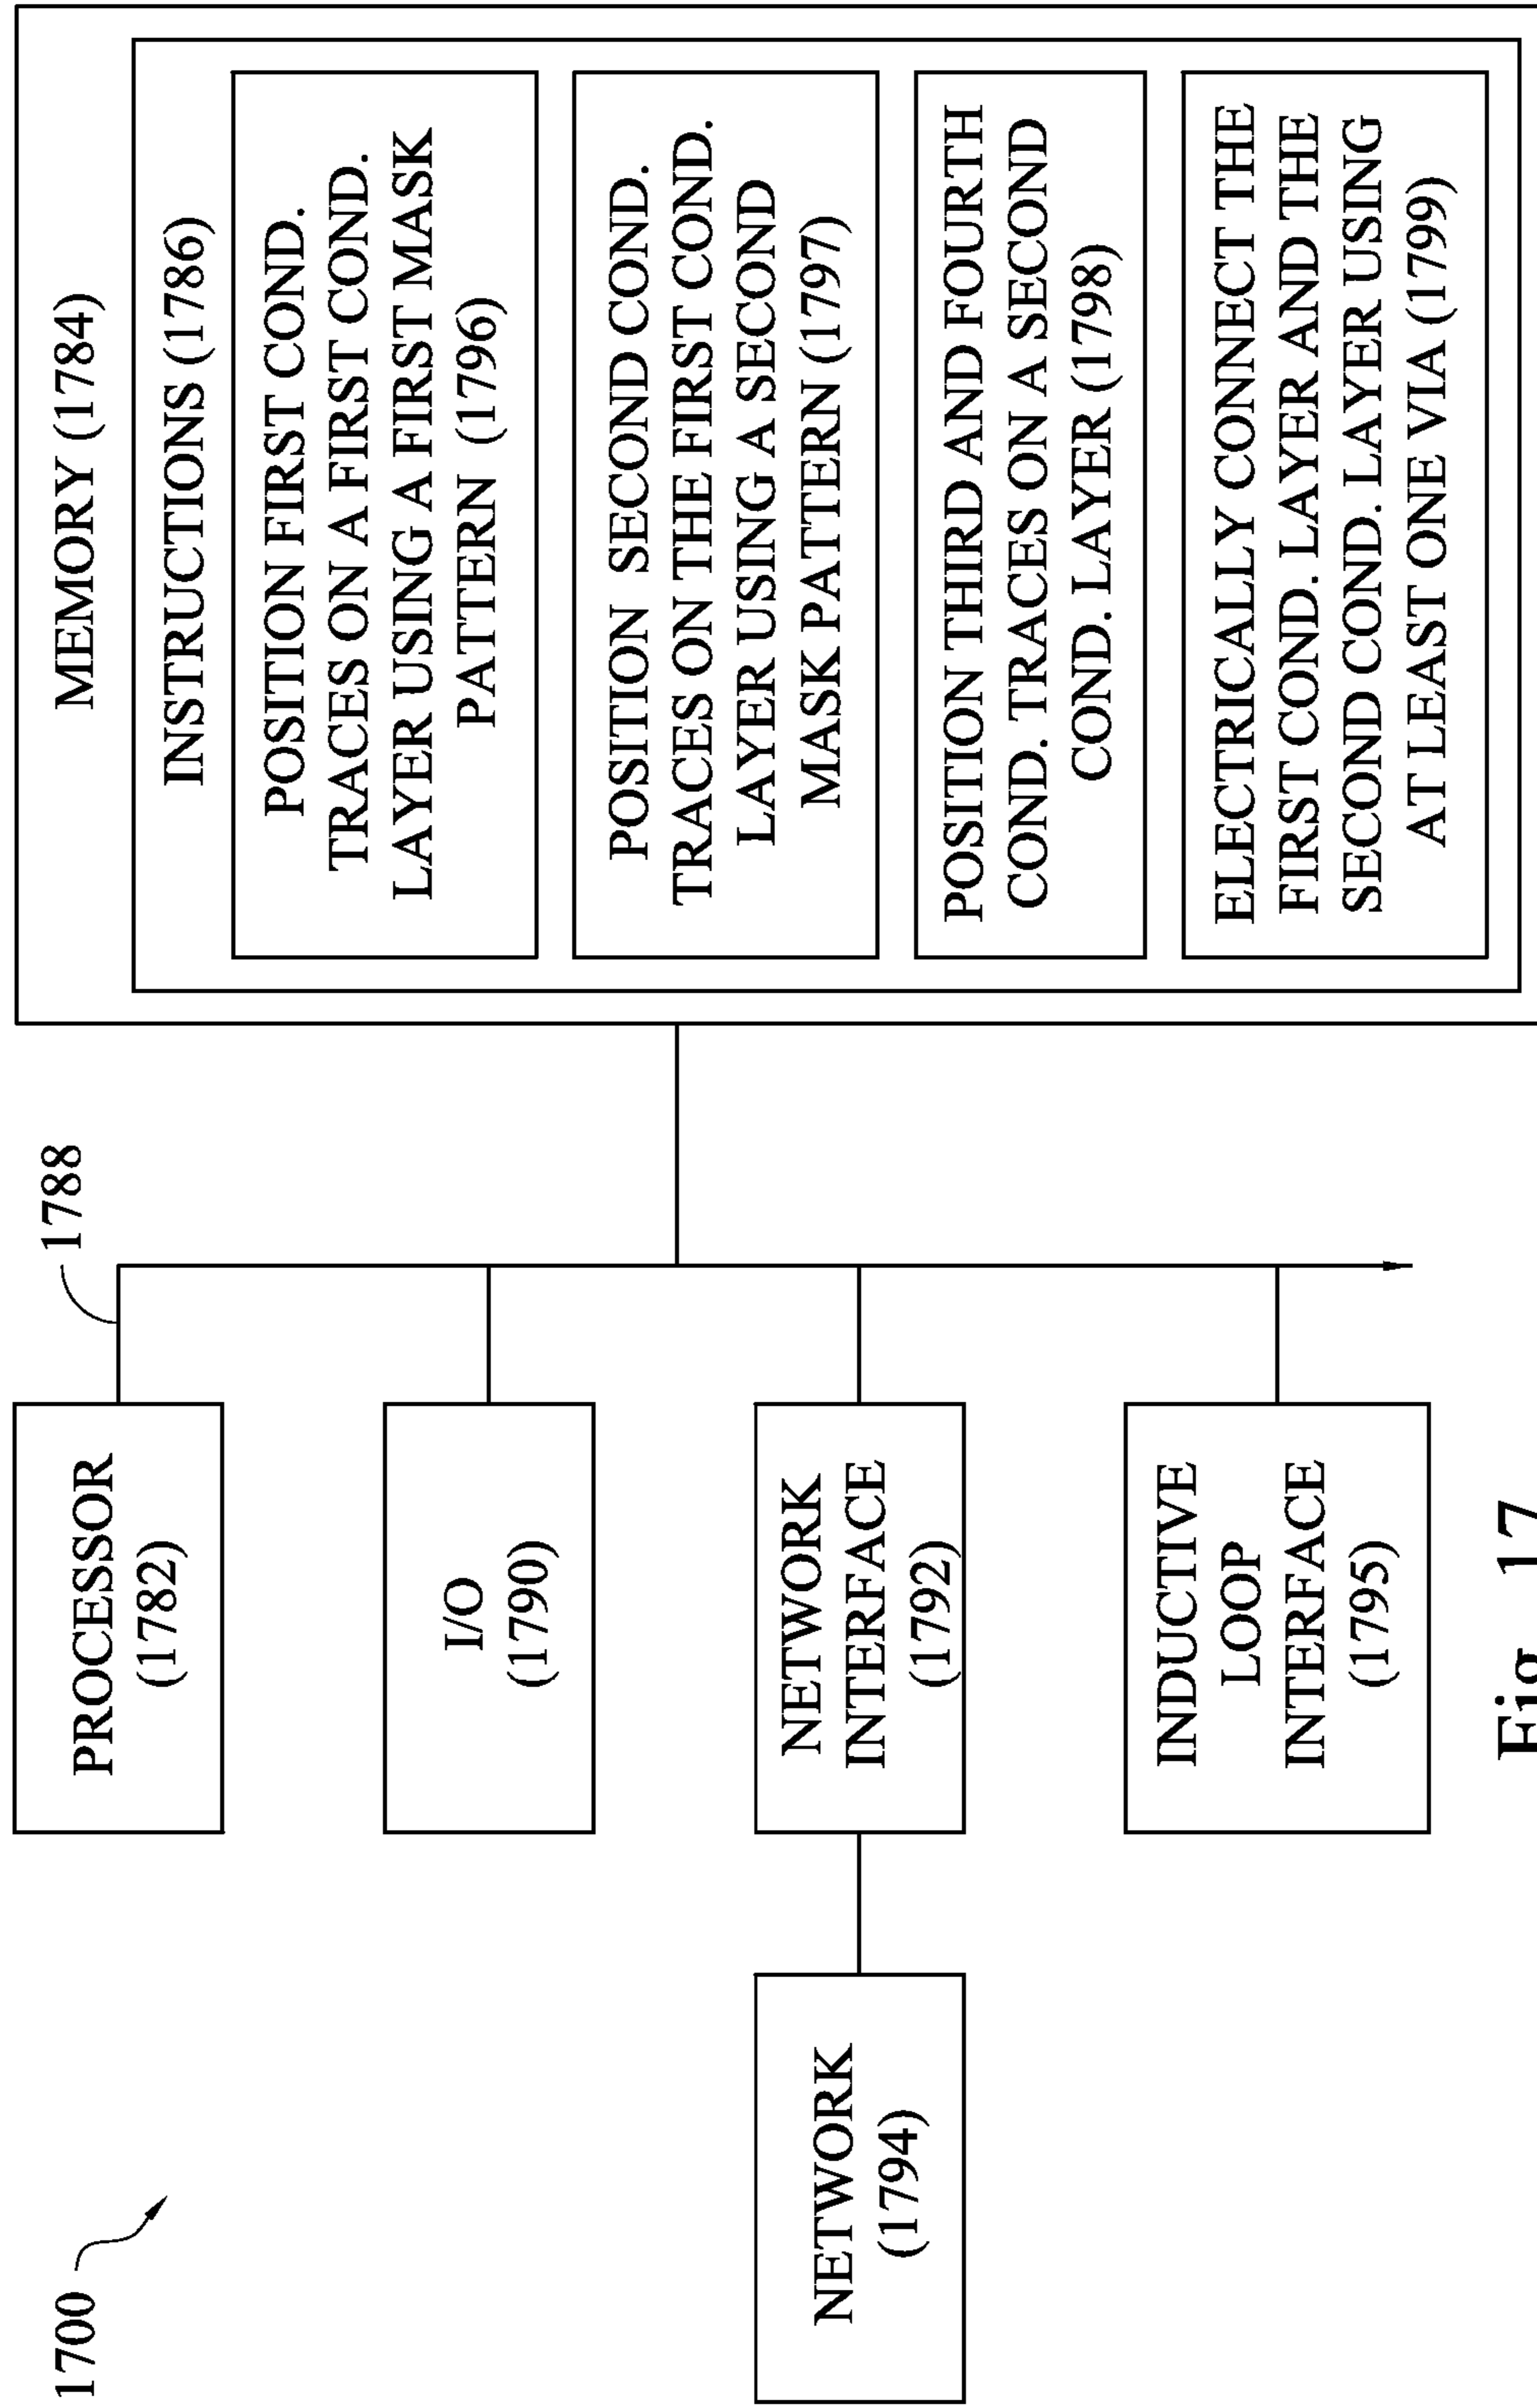 1700
PROCESSOR
(1782)
1788
I/O
(1790)
NETWORK
(1794)
NETWORK
INTERFACE
(1792)
INDUCTIVE
LOOP
INTERFACE
(1795)
MEMORY (1784)
INSTRUCTIONS (1786)
POSITION FIRST COND.
TRACES ON A FIRST COND.
LAYER USING A FIRST MASK
PATTERN (1796)
POSITION SECOND COND.
TRACES ON THE FIRST COND.
LAYER USING A SECOND
MASK PATTERN (1797)
POSITION THIRD AND FOURTH
COND. TRACES ON A SECOND
COND. LAYER (1798)
ELECTRICALLY CONNECT THE
FIRST COND. LAYER AND THE
SECOND COND. LAYER USING
AT LEAST ONE VIA (1799)
Fig. 17